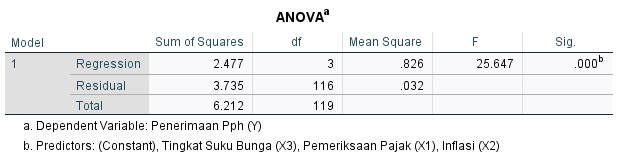 ANOVAa
Model Sum of Squares df Mean Square F Sig.
1 Regression 2.477 3 .826 25.647 .000b
Residual 3.735 116 .032
Total 6.212 119
a. Dependent Variable: Penerimaan Pph (Y)
b. Predictors: (Constant), Tingkat Suku Bunga (X3), Pemeriksaan Pajak (X1), Inflasi (X2)